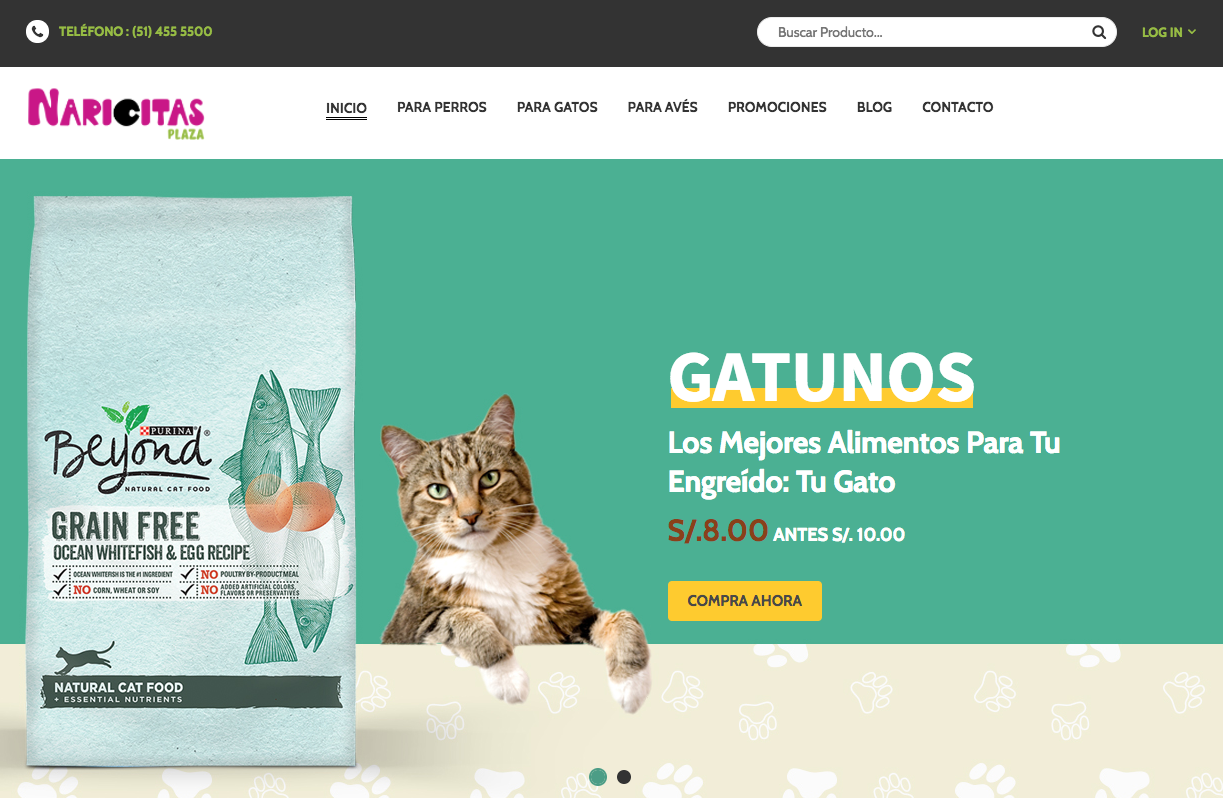 TELÉFONO : (51) 455 5500
Buscar Producto...
LOG IN
NARICITAS
PLAZA
INICIO
PARA PERROS
PARA GATOS
PARA AVÉS
PROMOCIONES
BLOG
CONTACTO
PURINA
Beyond®
NATURAL CAT FOOD
GRAIN FREE
OCEAN WHITEFISH & EGG RECIPE
OCEAN WHITEFISH IS THE #1 INGREDIENT
NO POULTRY BY-PRODUCT MEAL
NO CORN, WHEAT OR SOY
NO ADDED ARTIFICIAL COLORS,
FLAVORS OR PRESERVATIVES
NATURAL CAT FOOD
+ ESSENTIAL NUTRIENTS
GATUNOS
Los Mejores Alimentos Para Tu
Engreído: Tu Gato
S/.8.00 ANTES S/. 10.00
COMPRA AHORA